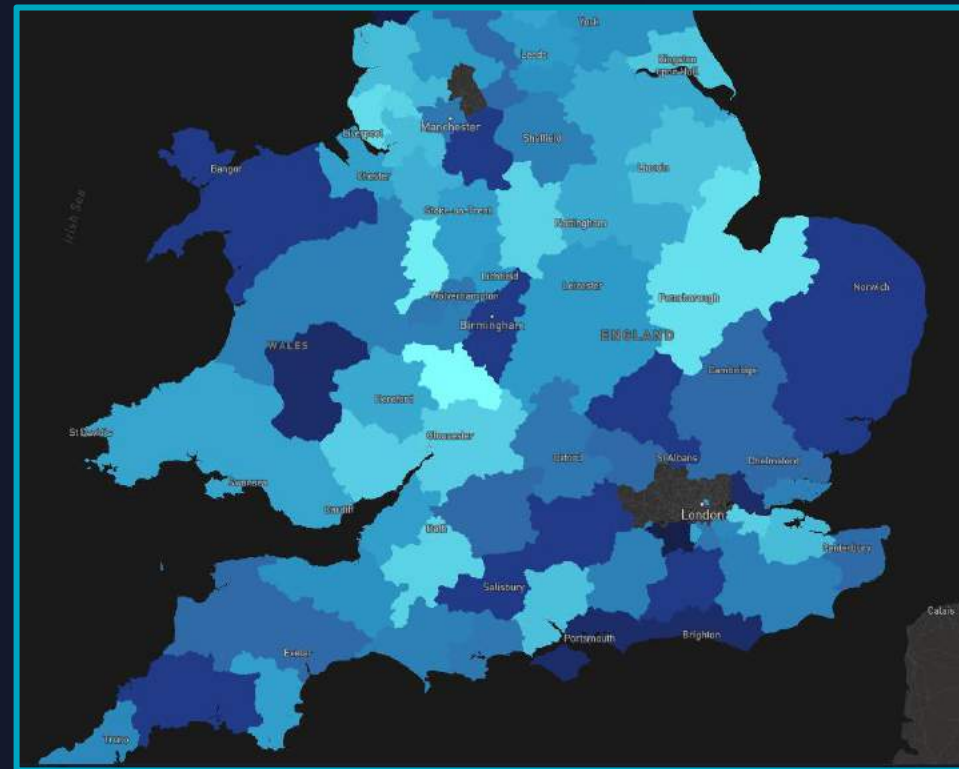 York
Leeds
Kingston
upon Hull
Liverpool
Manchester
Sheffield
Bangor
Chester
Lincoln
Irish Sea
Stoke-on-Trent
Nottingham
Lichfield
Leicester
Wolverhampton
Peterborough
Norwich
Birmingham
ENGLAND
WALES
Cambridge
Hereford
Gloucester
St Davids
Oxford
St Albans
Chelmsford
Swansea
Cardiff
London
Bath
Canterbury
Salisbury
Calais
Portsmouth
Brighton
Exeter
Truro